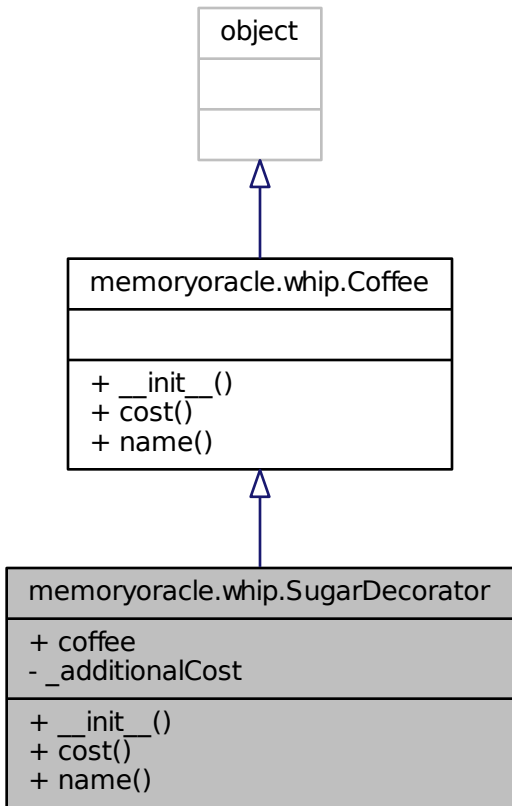 object
memoryoracle.whip.Coffee
+ __init__()
+ cost()
+ name()
memoryoracle.whip.SugarDecorator
+ coffee
- _additionalCost
+ __init__()
+ cost()
+ name()